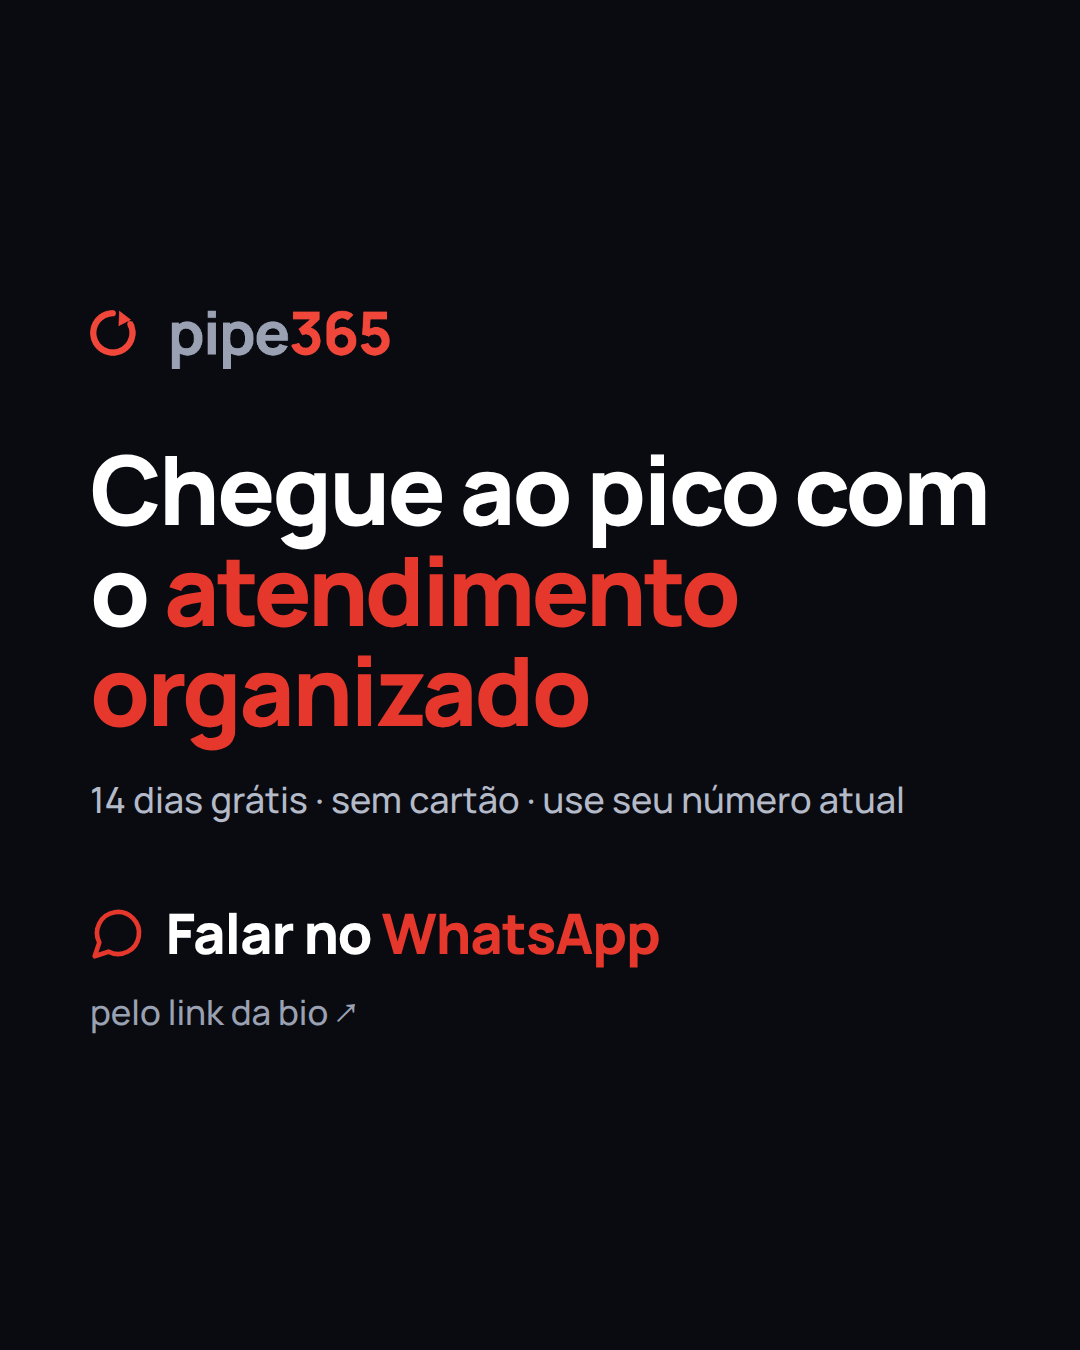 pipe365
Chegue ao pico com
o atendimento
organizado
14 dias grátis · sem cartão · use seu número atual
Falar no WhatsApp
pelo link da bio ↗